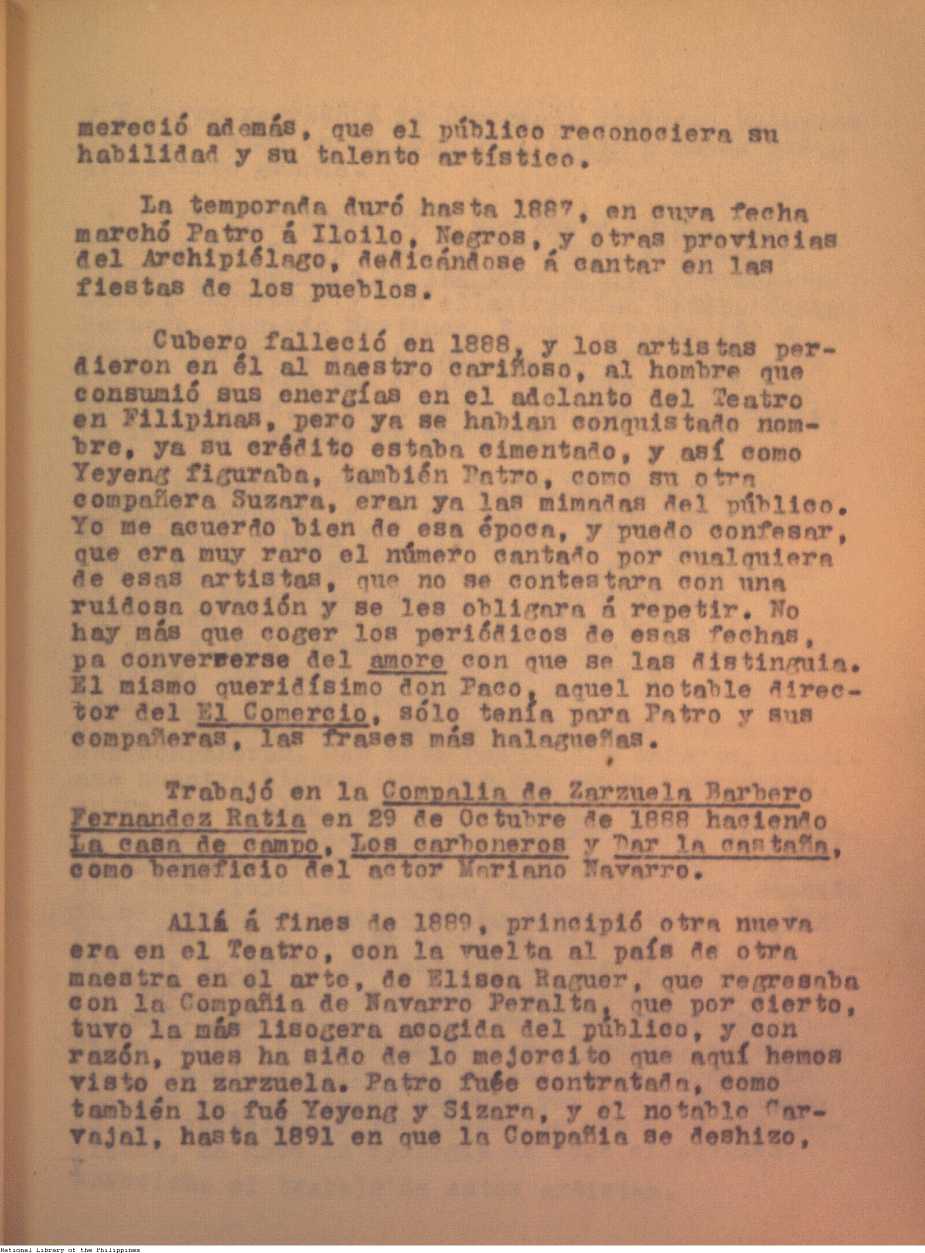 mereció además, que el público reconociera su
habilidad y su talento artístico.
La temporada duró hasta 1887, en cuya fecha
marchó Patro á Iloilo, Negros, y otras provincias
del Archipiélago, dedicándose á cantar en las
fiestas de los pueblos.
Cubero falleció en 1888, y los artistas per-
dieron en él al maestro cariñoso, al hombre que
consumió sus energías en el adelanto del Teatro
en Filipinas, pero ya se habian conquistado nom-
bre, ya su crédito estaba cimentado, y así como
Yeyeng figuraba, también Patro, como su otra
compañera Suzara, eran ya las mimadas del público.
Yo me acuerdo bien de esa época, y puedo confesar,
que era muy raro el número cantado por cualquiera
de esas artistas, que no se contestara con una
ruidosa ovación y se les obligara á repetir. No
hay más que coger los periódicos de esas fechas,
pa converrerse del amore con que se las distinguia.
El mismo queridísimo don Paco, aquel notable direc-
tor del El Comercio, sólo tenía para Patro y sus
compañeras, las frases más halagueñas.
Trabajó en la Compalia de Zarzuela Barbero
Fernandez Ratia en 29 de Octubre de 1888 haciendo
La casa de campo, Los carboneros y Dar la castaña,
como beneficio del actor Mariano Navarro.
Allá á fines de 1889, principió otra nueva
era en el Teatro, con la vuelta al país de otra
maestra en el arte, de Elisea Raguer, que regresaba
con la Compañia de Navarro Peralta, que por cierto,
tuvo la más lisogera acogida del público, y con
razón, pues ha sido de lo mejorcito que aquí hemos
visto en zarzuela. Patro fuée contratada, como
también lo fué Yeyeng y Sizara, y el notable Car-
vajal, hasta 1891 en que la Compañia se deshizo,
y
National Library of the Philippines